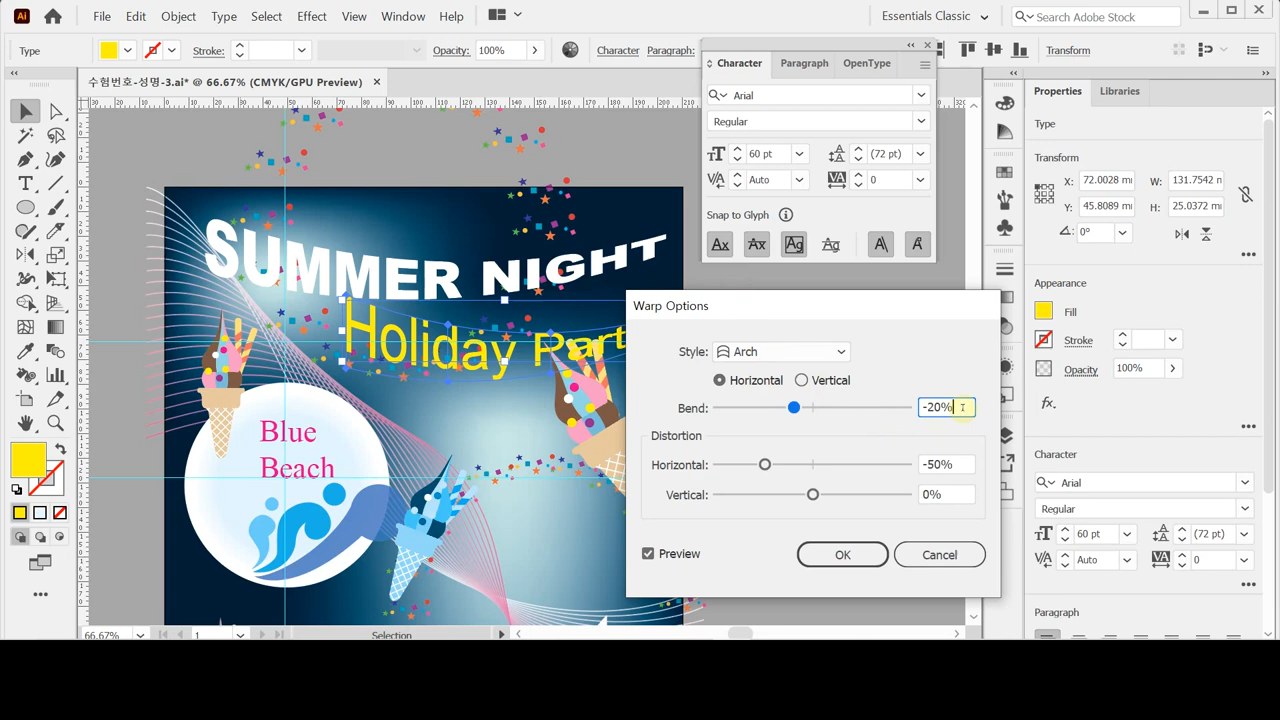 Ai File Edit Object Type Select Effect View Window Help Essentials Classic Search Adobe Stock
Type Stroke: Opacity: 100% Character Paragraph: Transform
수험번호-성명-3.ai* @ 66.67% (CMYK/GPU Preview) ×
Character Paragraph OpenType
Arial
Regular
60 pt (72 pt)
Auto 0
Snap to Glyph
Properties Libraries
Type
Transform
X: 72.0028 m W: 131.7542 n
Y: 45.8089 m H: 25.0372 m
0°
Appearance
Fill
Stroke
Opacity 100%
fx.
Character
Arial
Regular
60 pt (72 pt)
Auto 0
Paragraph
SUMMER NIGHT
Holiday Part
Blue
Beach
Warp Options
Style: Arch
Horizontal Vertical
Bend: -20%
Distortion
Horizontal: -50%
Vertical: 0%
Preview OK Cancel
66.67% 1 Selection